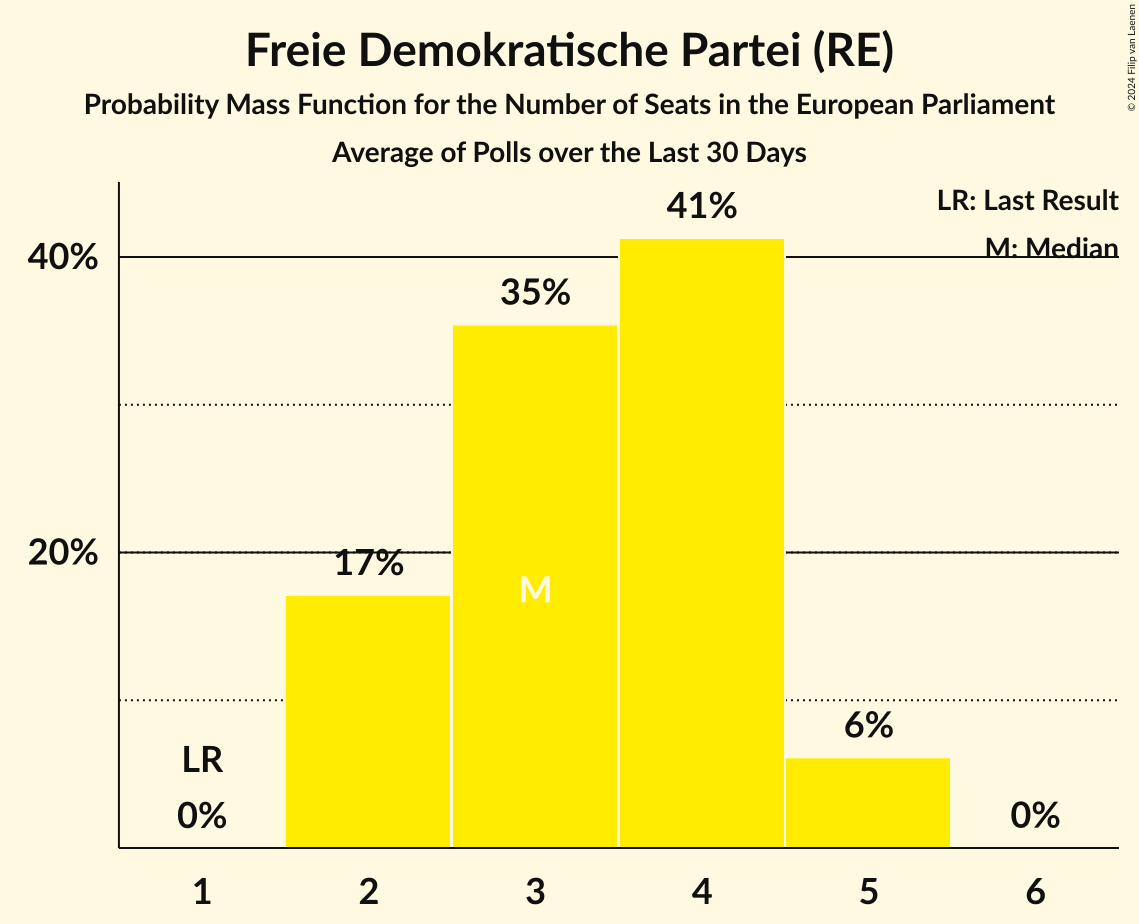 Freie Demokratische Partei (RE)
Probability Mass Function for the Number of Seats in the European Parliament
Average of Polls over the Last 30 Days
© 2024 Filip van Laenen
LR: Last Result
M: Median
40%
20%
LR
0%
17%
35%
M
41%
6%
0%
1 2 3 4 5 6